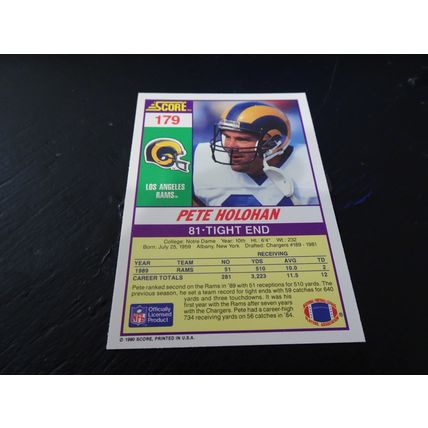 SCORE
179
LOS ANGELES
RAMS
PETE HOLOHAN
81·TIGHT END
College: Notre Dame Year: 10th Ht: 6'4" Wt: 232
Born: July 25, 1959 Albany, New York Drafted: Chargers #189 - 1981
RECEIVING
YEAR TEAM NO YDS AVG TD
1989 RAMS 51 510 10.0 2
CAREER TOTALS 281 3,223 11.5 12
Pete ranked second on the Rams in '89 with 51 receptions for 510 yards. The
previous season, he set a team record for tight ends with 59 catches for 640
yards and three touchdowns. It was his
first year with the Rams after seven
with the Chargers. Pete had a career-high
734 receiving yards on 56 catches in '84.
NFL
Officially
Licensed
Product
© 1990 SCORE, PRINTED IN U.S.A.